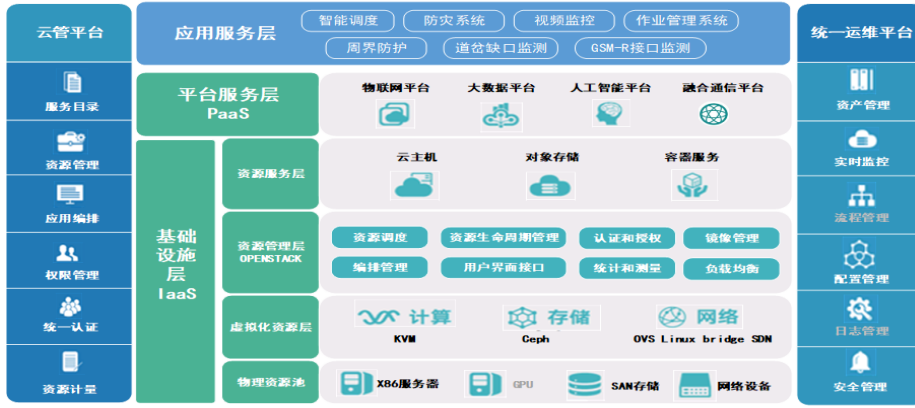 云管平台
服务目录
资源管理
应用编排
权限管理
统一认证
资源计量
应用服务层
智能调度
防灾系统
视频监控
作业管理系统
周界防护
道岔缺口监测
GSM-R接口监测
平台服务层
PaaS
物联网平台
大数据平台
人工智能平台
融合通信平台
基础
设施
层
IaaS
资源服务层
云主机
对象存储
容器服务
资源管理层
OPENSTACK
资源调度
资源生命周期管理
认证和授权
镜像管理
编排管理
用户界面接口
统计和测量
负载均衡
虚拟化资源层
计算
KVM
存储
Ceph
网络
OVS Linux bridge SDN
物理资源池
X86服务器
GPU
SAN存储
网络设备
统一运维平台
资产管理
实时监控
流程管理
配置管理
日志管理
安全管理